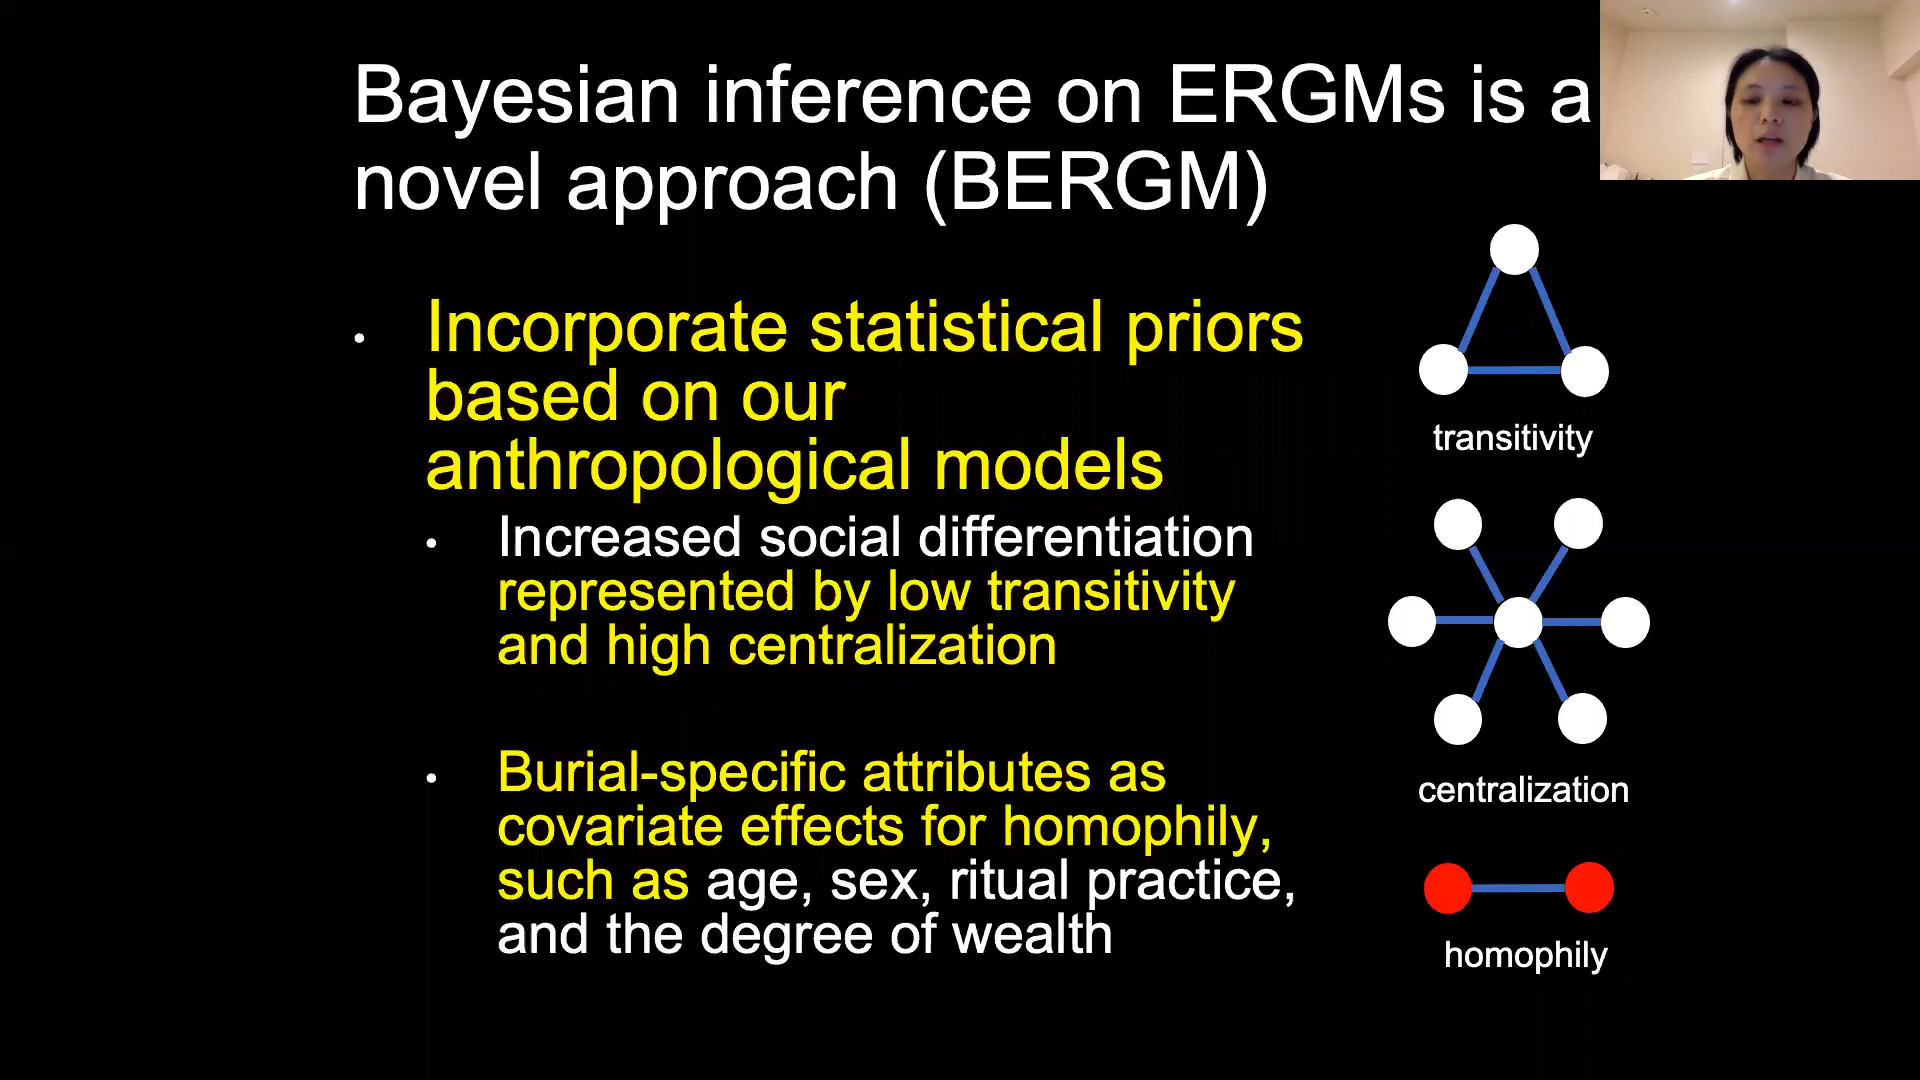 Bayesian inference on ERGMs is a
novel approach (BERGM)
• Incorporate statistical priors
based on our
anthropological models
• Increased social differentiation
represented by low transitivity
and high centralization
• Burial-specific attributes as
covariate effects for homophily,
such as age, sex, ritual practice,
and the degree of wealth
transitivity
centralization
homophily